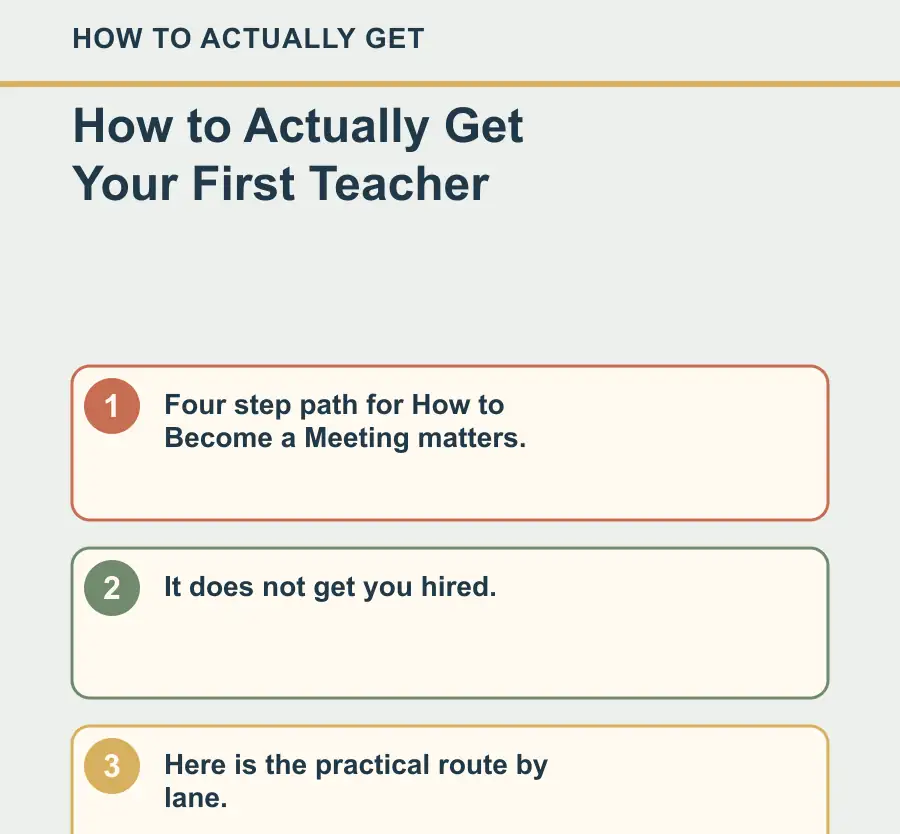 HOW TO ACTUALLY GET
How to Actually Get
Your First Teacher
1
Four step path for How to
Become a Meeting matters.
2
It does not get you hired.
3
Here is the practical route by
lane.